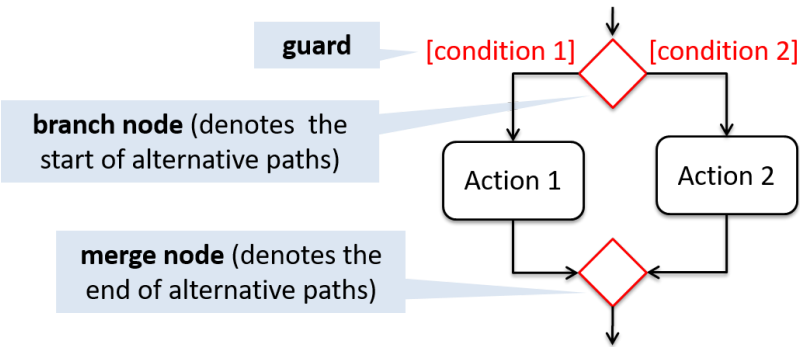 guard
[condition 1]
[condition 2]
branch node (denotes the
start of alternative paths)
Action 1
Action 2
merge node (denotes the
end of alternative paths)